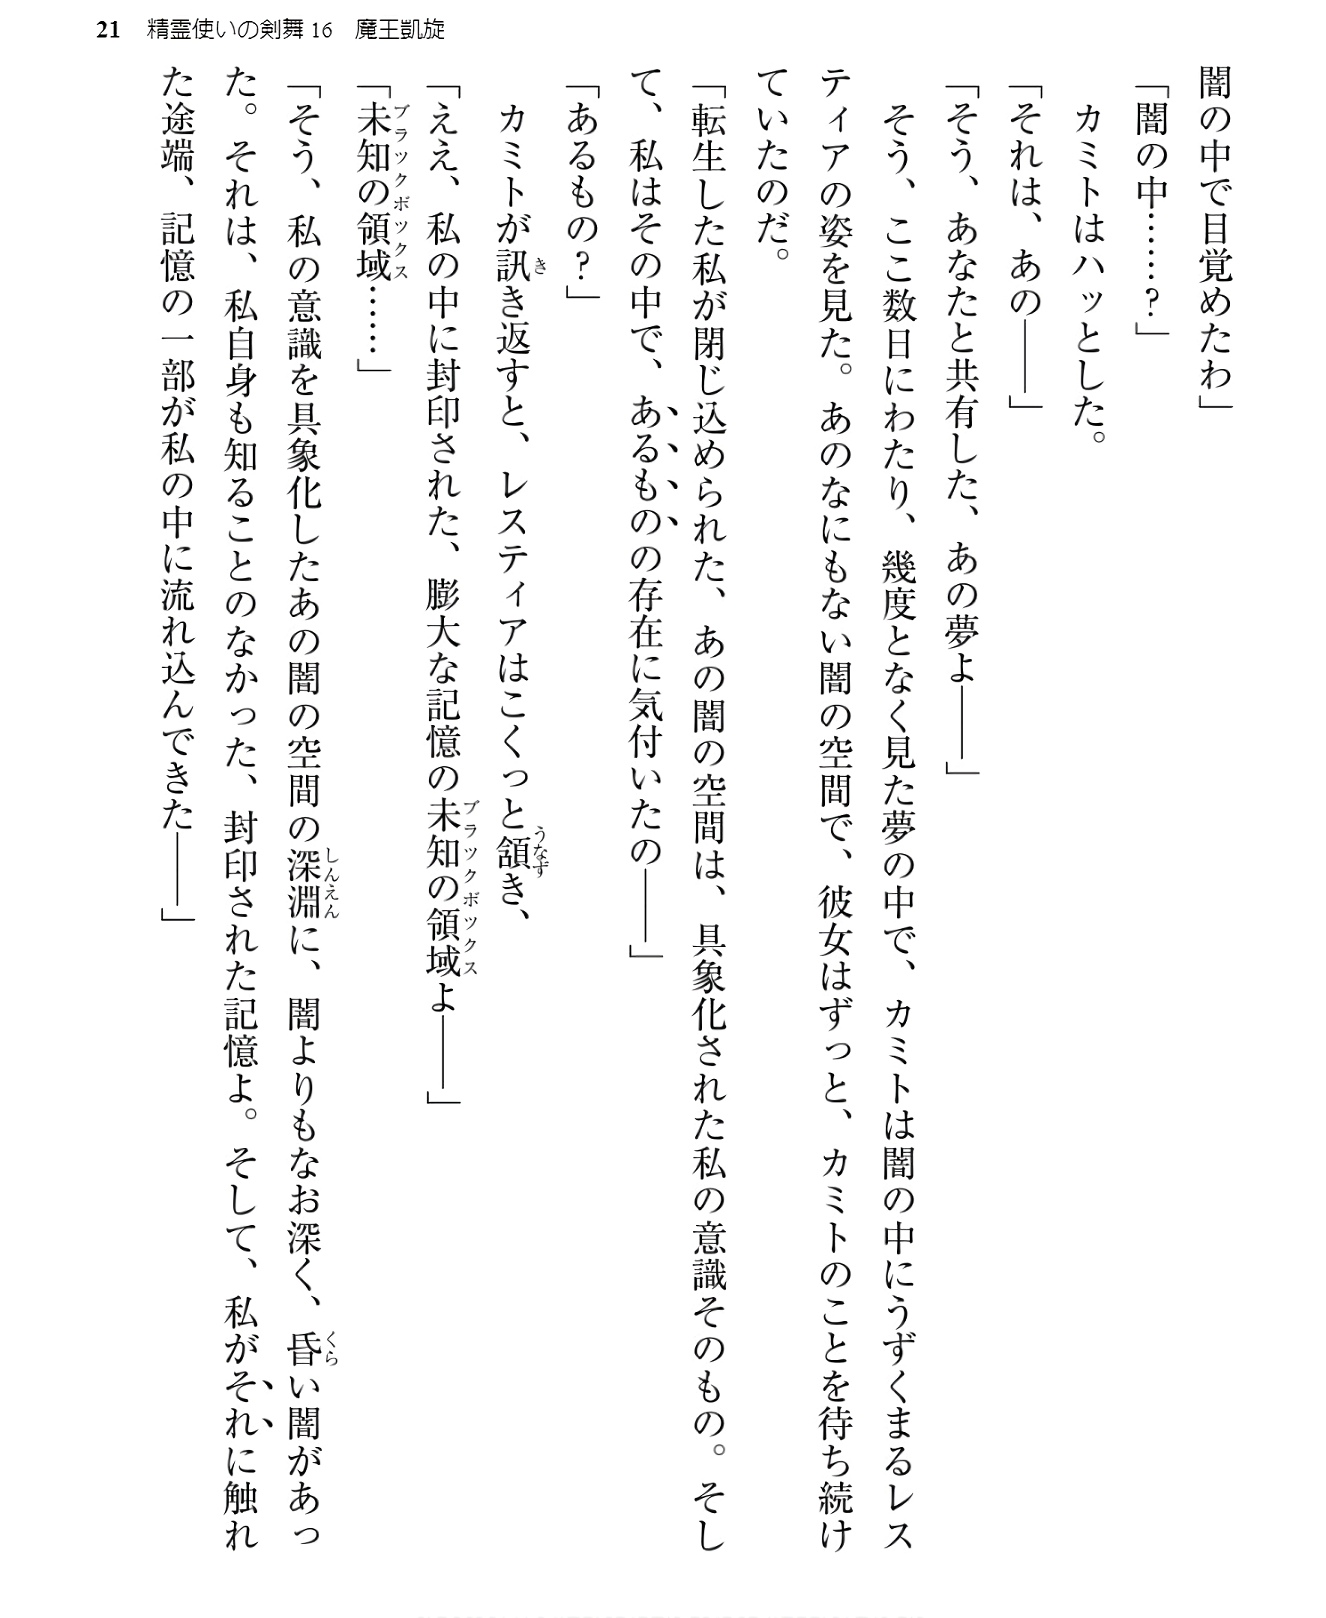 21　精霊使いの剣舞16　魔王凱旋
闇の中で目覚めたわ」
「闇の中……？」
　カミトはハッとした。
「それは、あの――」
「そう、あなたと共有した、あの夢よ――」
　そう、ここ数日にわたり、幾度となく見た夢の中で、カミトは闇の中にうずくまるレス
ティアの姿を見た。あのなにもない闇の空間で、彼女はずっと、カミトのことを待ち続け
ていたのだ。
「転生した私が閉じ込められた、あの闇の空間は、具象化された私の意識そのもの。そし
て、私はその中で、あるものの存在に気付いたの――」
「あるもの？」
　カミトが訊き返すと、レスティアはこくっと頷き、
「ええ、私の中に封印された、膨大な記憶の未知の領域よ――」
「未知の領域……」
「そう、私の意識を具象化したあの闇の空間の深淵に、闇よりもなお深く、昏い闇があっ
た。それは、私自身も知ることのなかった、封印された記憶よ。そして、私がそれに触れ
た途端、記憶の一部が私の中に流れ込んできた――」